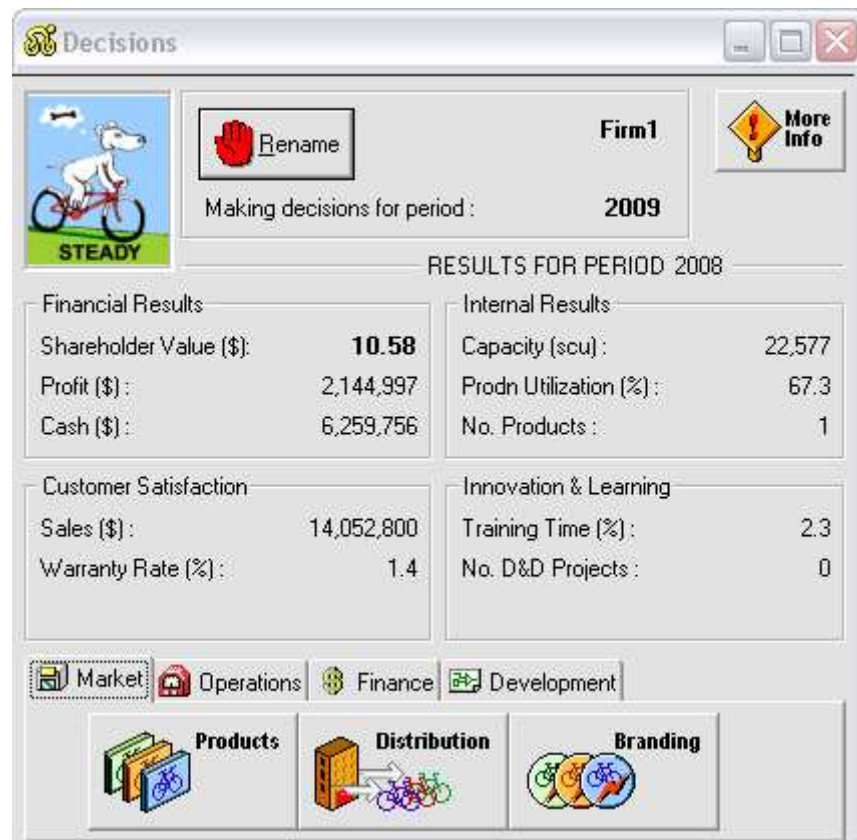 Decisions
Rename
Firm1
More Info
Making decisions for period : 2009
STEADY
RESULTS FOR PERIOD 2008
Financial Results
Shareholder Value ($): 10.58
Profit ($) : 2,144,997
Cash ($) : 6,259,756
Internal Results
Capacity (scu) : 22,577
Prodn Utilization (%) : 67.3
No. Products : 1
Customer Satisfaction
Sales ($) : 14,052,800
Warranty Rate (%) : 1.4
Innovation & Learning
Training Time (%) : 2.3
No. D&D Projects : 0
Market Operations Finance Development
Products Distribution Branding